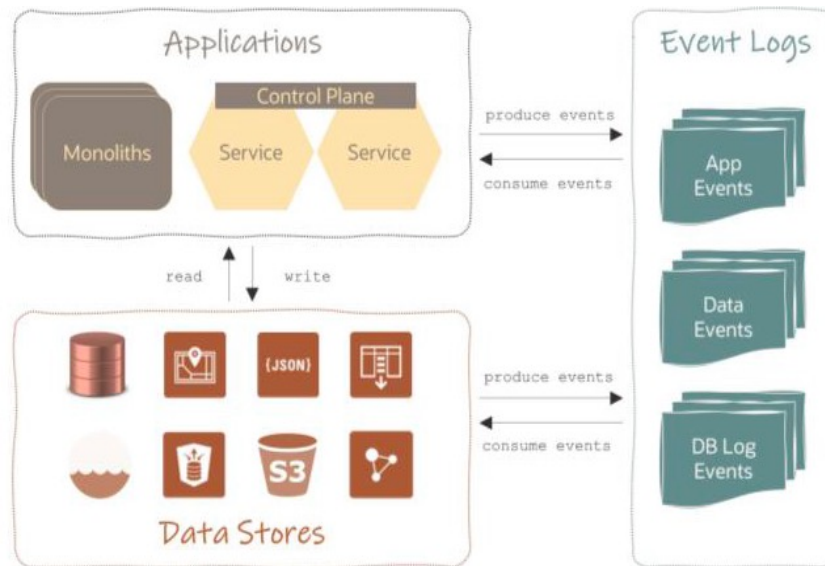 Applications
Monoliths
Control Plane
Service
Service
produce events
consume events
Event Logs
App
Events
Data
Events
DB Log
Events
read
write
{JSON}
S3
produce events
consume events
Data Stores